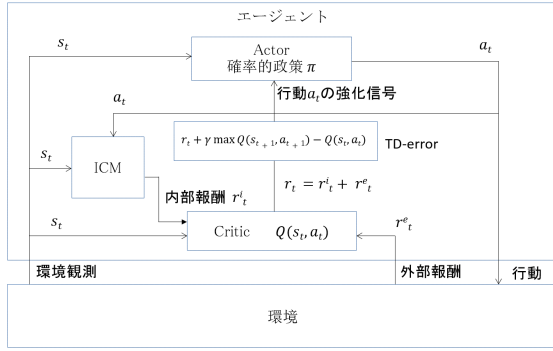 エージェント
s_t
Actor
確率的政策 π
a_t
行動a_tの強化信号
a_t
r_t + γ max Q(s_{t+1}, a_{t+1}) − Q(s_t, a_t)
TD-error
s_t
ICM
r_t = r^i_t + r^e_t
内部報酬 r^i_t
s_t
Critic Q(s_t, a_t)
r^e_t
環境観測
外部報酬
行動
環境